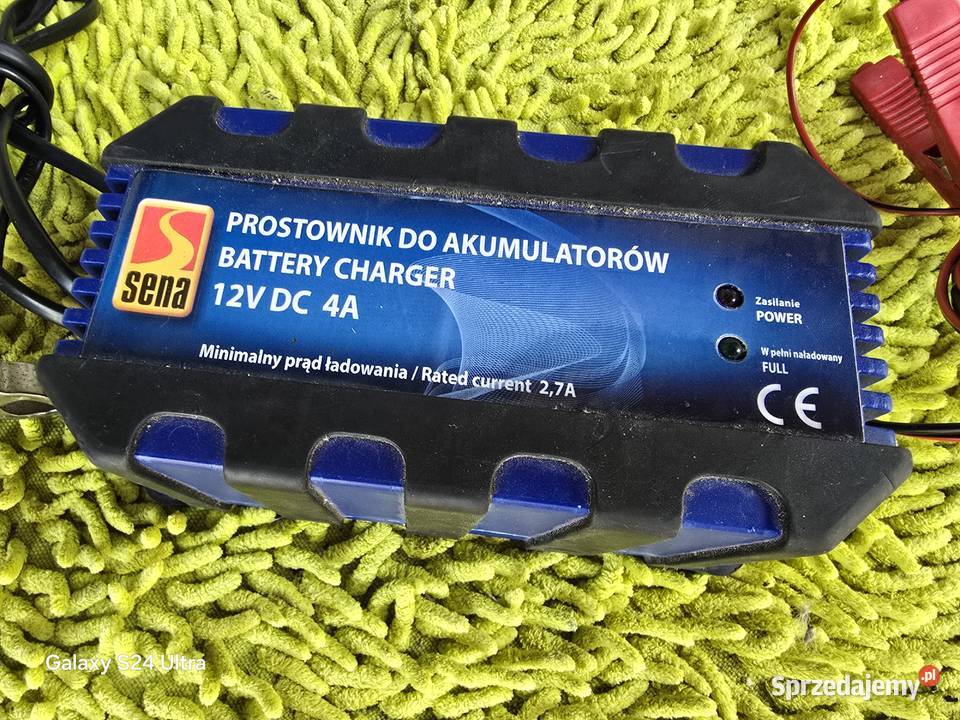 sena
PROSTOWNIK DO AKUMULATORÓW
BATTERY CHARGER
12V DC 4A
Minimalny prąd ładowania / Rated current 2,7A
Zasilanie
POWER
W pełni naładowany
FULL
CE
Galaxy S24 Ultra
Sprzedajemy.pl